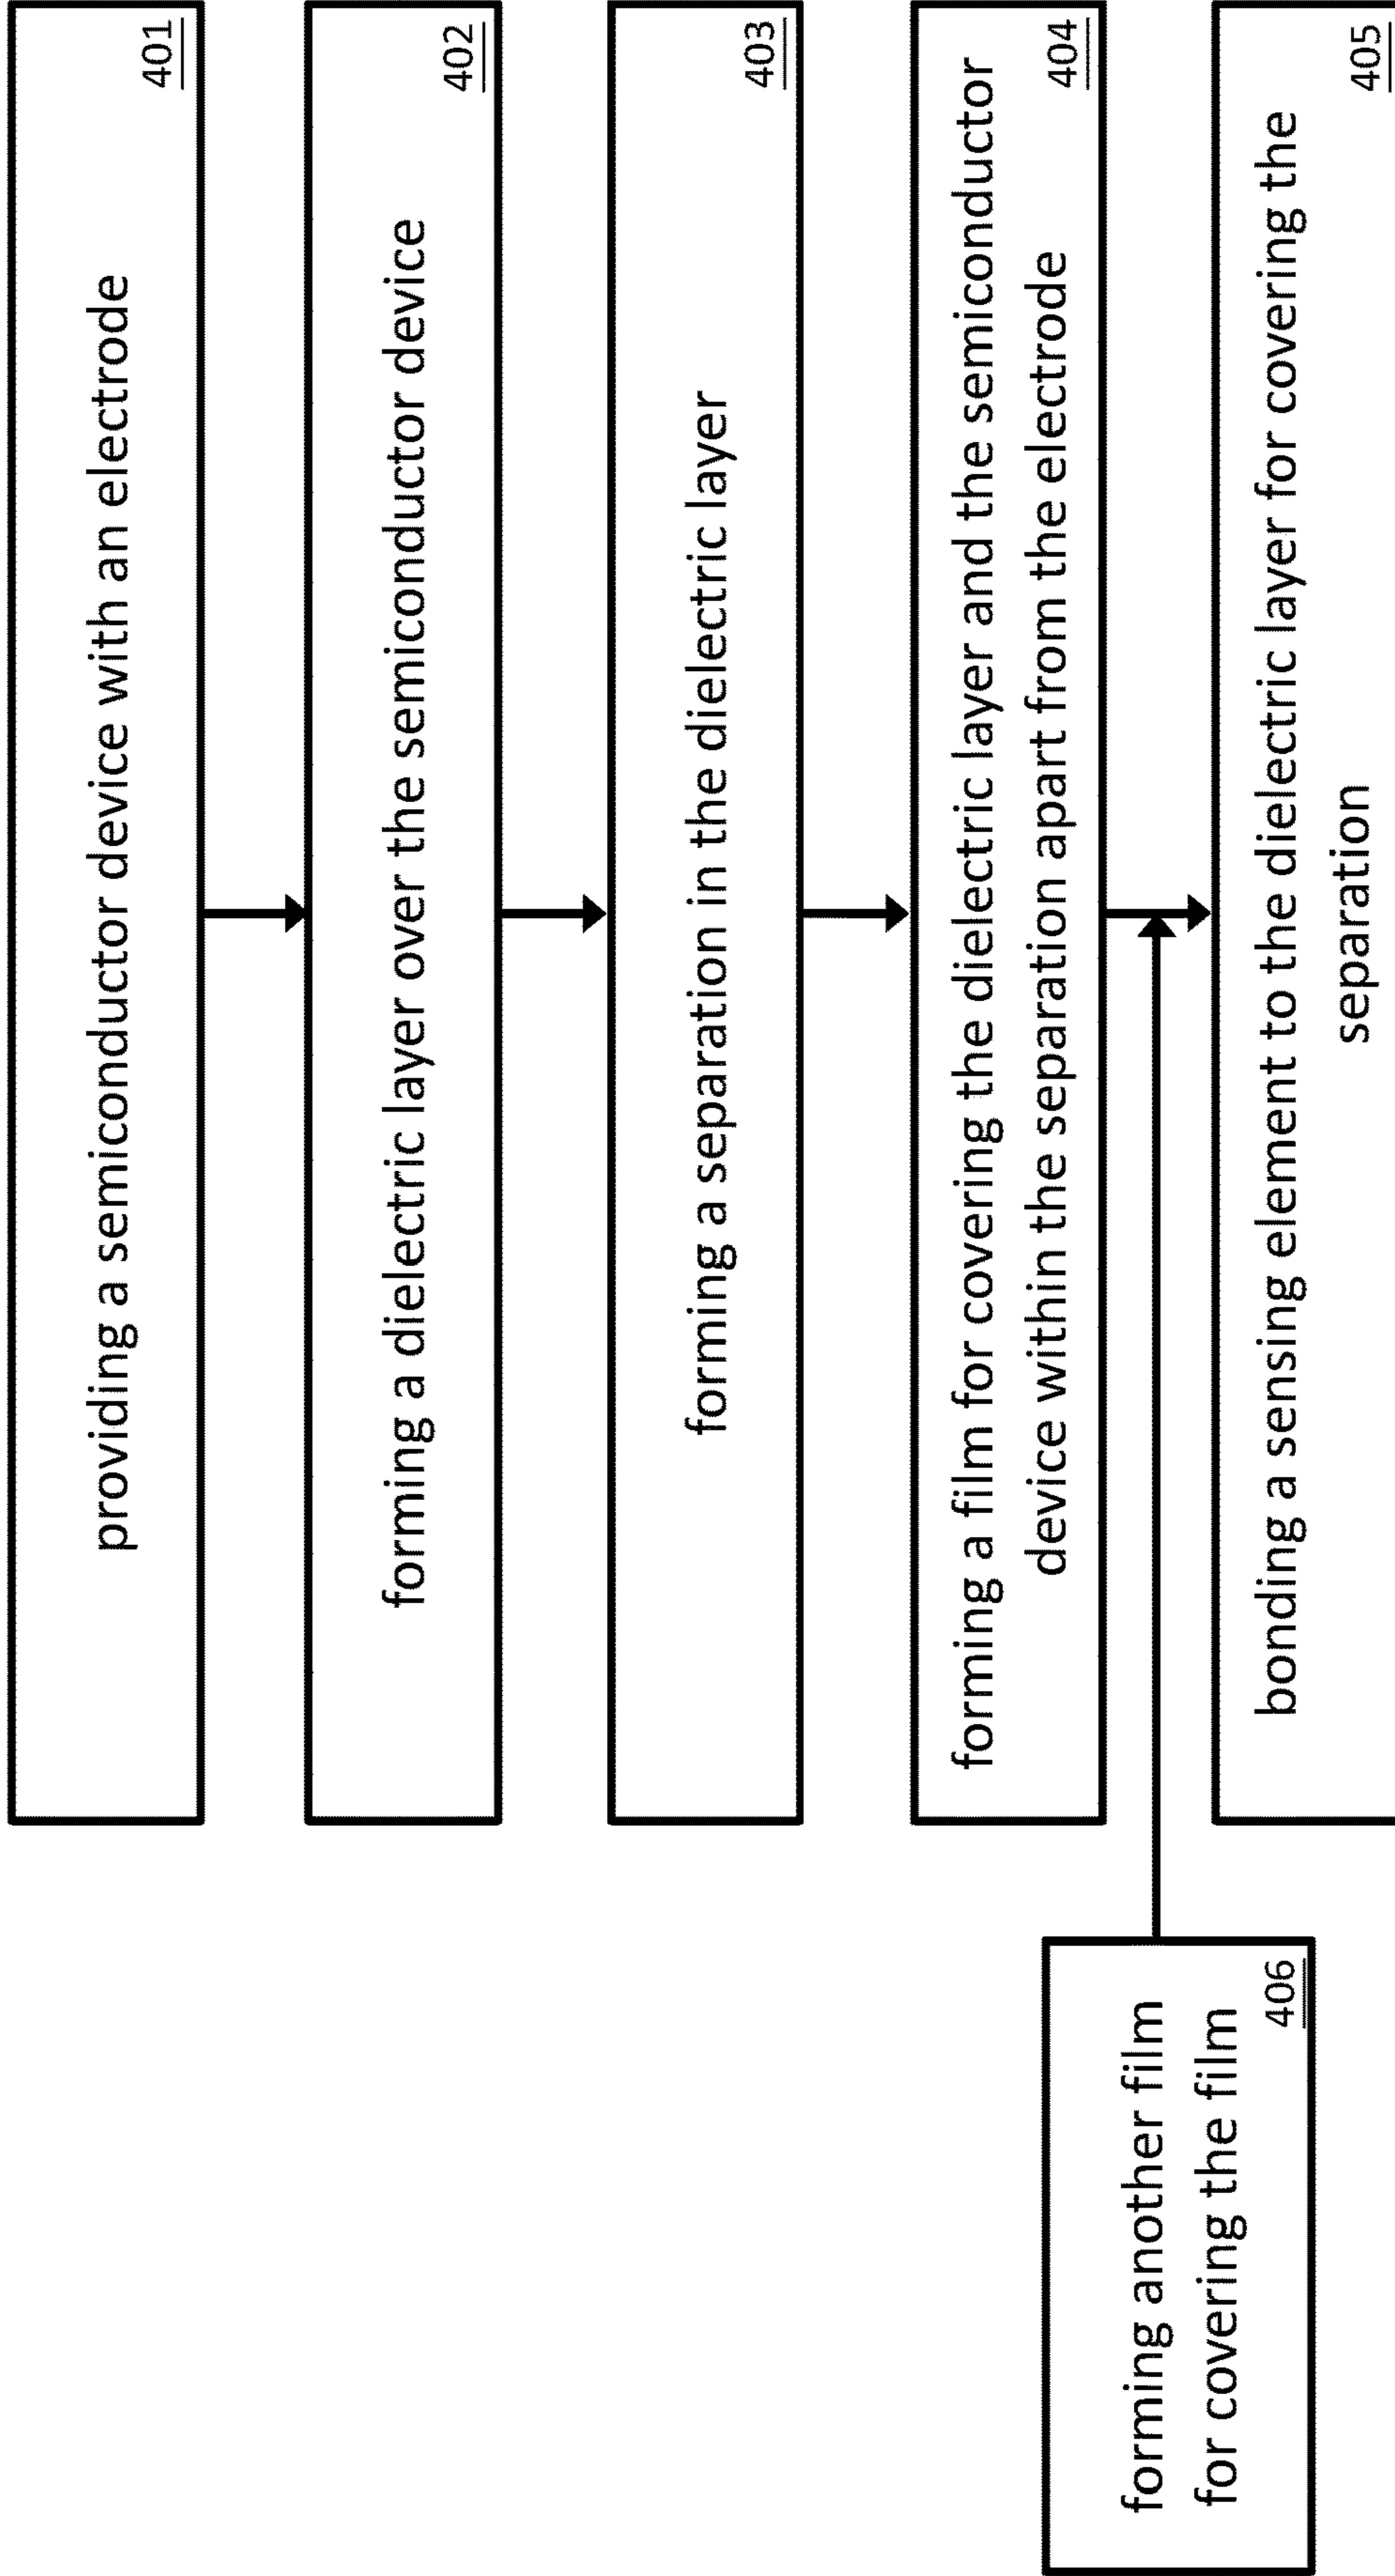 providing a semiconductor device with an electrode
401
forming a dielectric layer over the semiconductor device
402
forming a separation in the dielectric layer
403
forming a film for covering the dielectric layer and the semiconductor
device within the separation apart from the electrode
404
forming another film
for covering the film
406
bonding a sensing element to the dielectric layer for covering the
separation
405